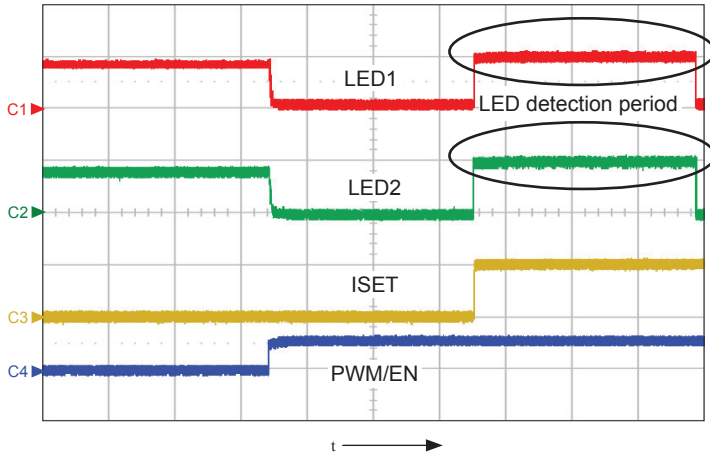 LED1
C1
LED detection period
LED2
C2
ISET
C3
C4
PWM/EN
t